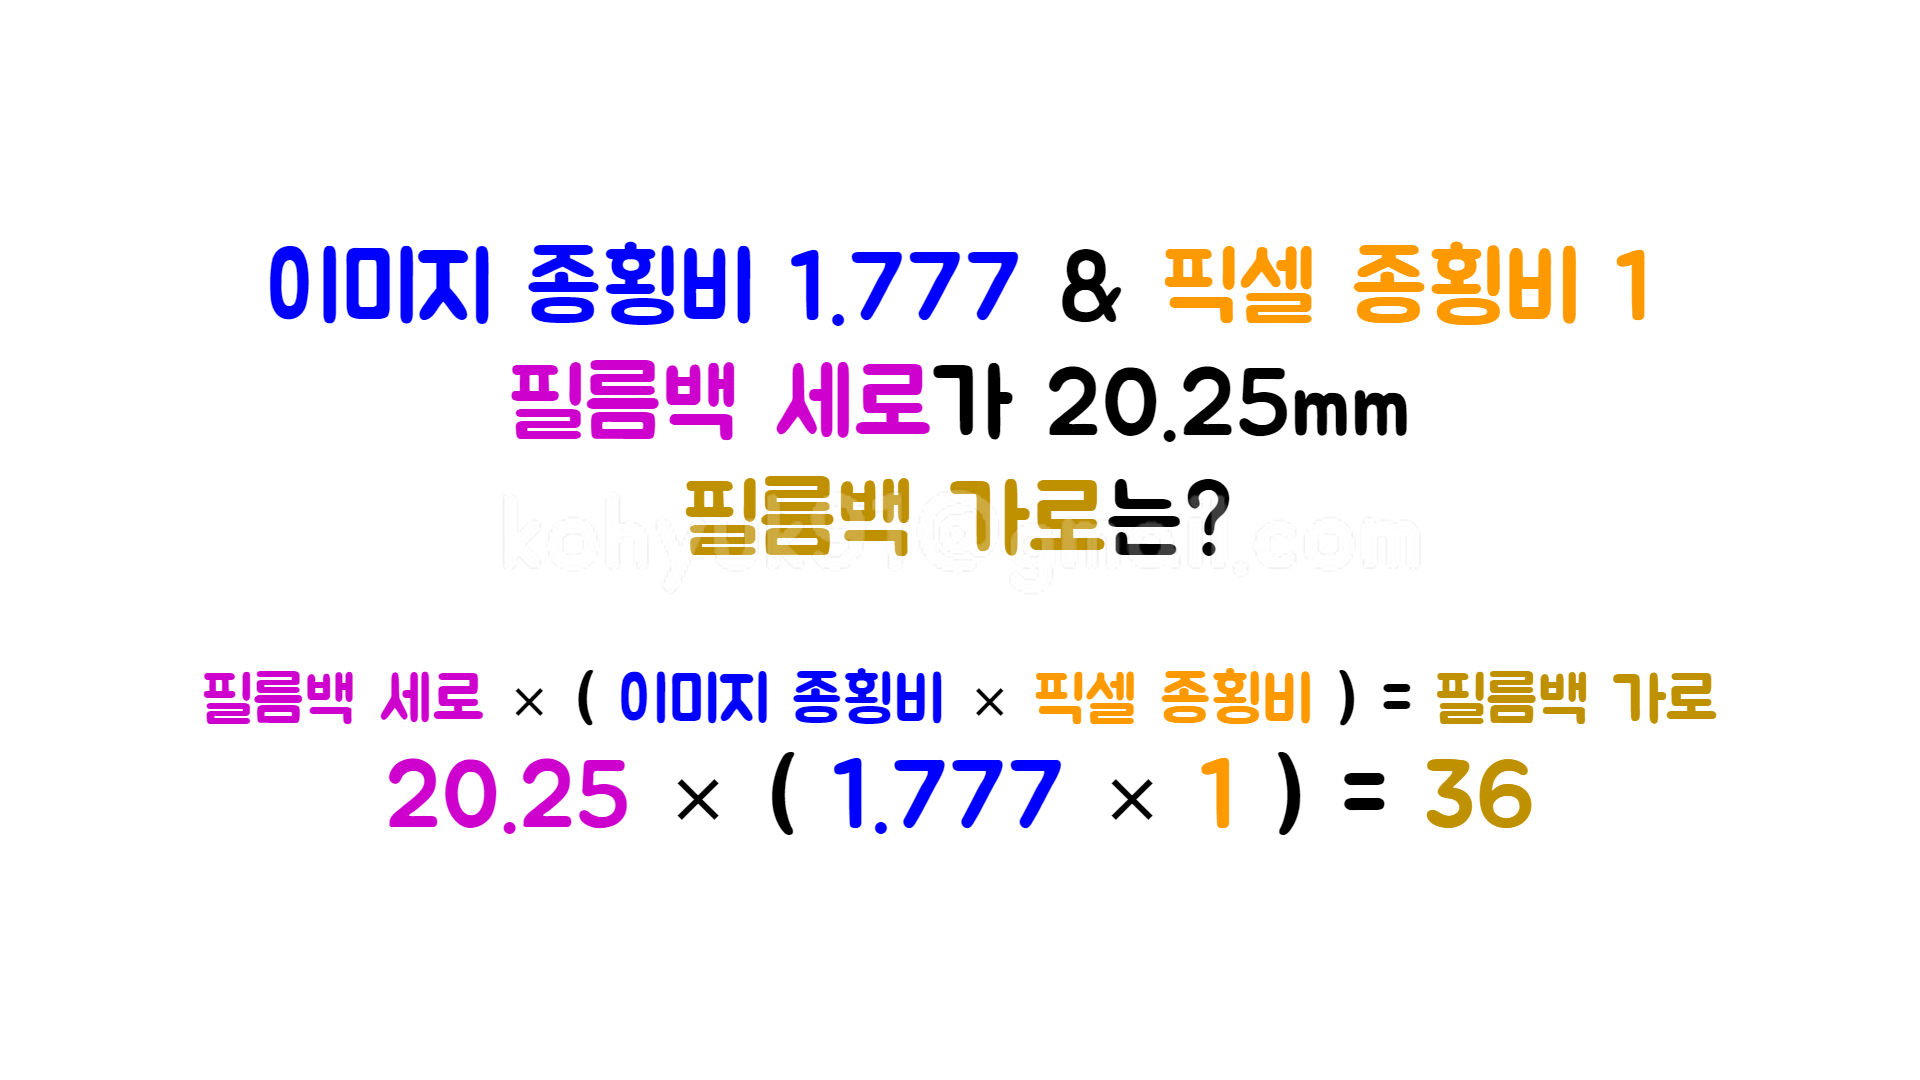 이미지 종횡비 1.777 & 픽셀 종횡비 1
필름백 세로가 20.25mm
필름백 가로는?
kohyuk91@gmail.com
필름백 세로 × ( 이미지 종횡비 × 픽셀 종횡비 ) = 필름백 가로
20.25 × ( 1.777 × 1 ) = 36